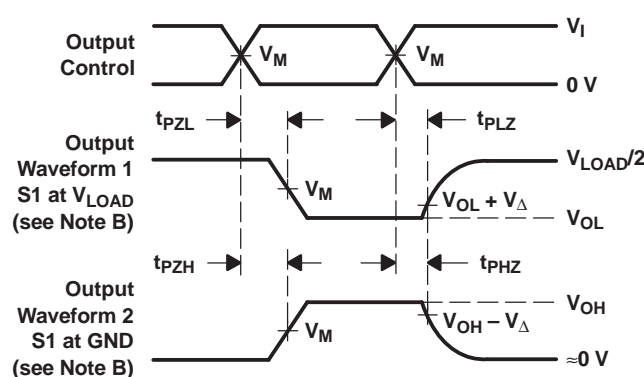 Output
Control
V_I
V_M
V_M
0 V
t_PZL
t_PLZ
Output
Waveform 1
S1 at V_LOAD
(see Note B)
V_LOAD/2
V_M
V_OL + V_Δ
V_OL
t_PZH
t_PHZ
Output
Waveform 2
S1 at GND
(see Note B)
V_OH
V_M
V_OH − V_Δ
≈0 V